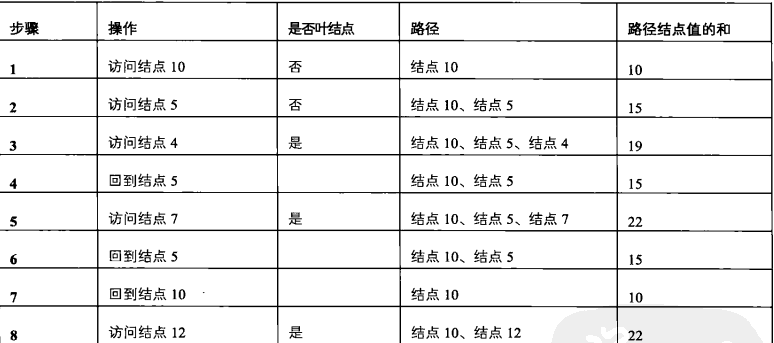 步骤 操作 是否叶结点 路径 路径结点值的和
1 访问结点 10 否 结点 10 10
2 访问结点 5 否 结点 10、结点 5 15
3 访问结点 4 是 结点 10、结点 5、结点 4 19
4 回到结点 5 结点 10、结点 5 15
5 访问结点 7 是 结点 10、结点 5、结点 7 22
6 回到结点 5 结点 10、结点 5 15
7 回到结点 10 结点 10 10
8 访问结点 12 是 结点 10、结点 12 22